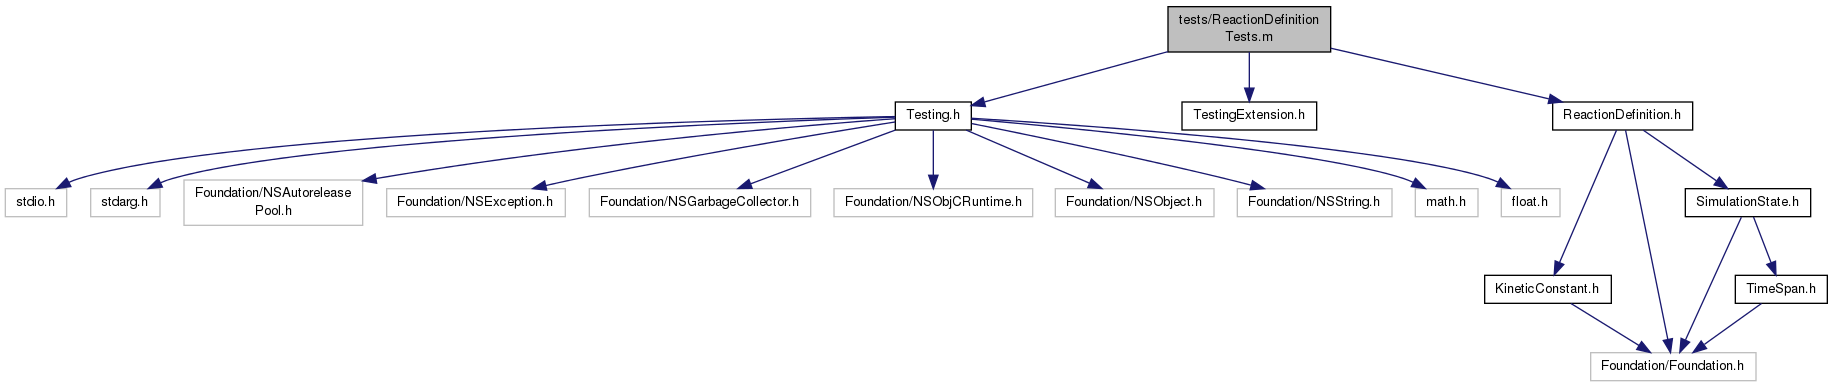 tests/ReactionDefinition
Tests.m
Testing.h
TestingExtension.h
ReactionDefinition.h
stdio.h
stdarg.h
Foundation/NSAutorelease
Pool.h
Foundation/NSException.h
Foundation/NSGarbageCollector.h
Foundation/NSObjCRuntime.h
Foundation/NSObject.h
Foundation/NSString.h
math.h
float.h
SimulationState.h
KineticConstant.h
TimeSpan.h
Foundation/Foundation.h